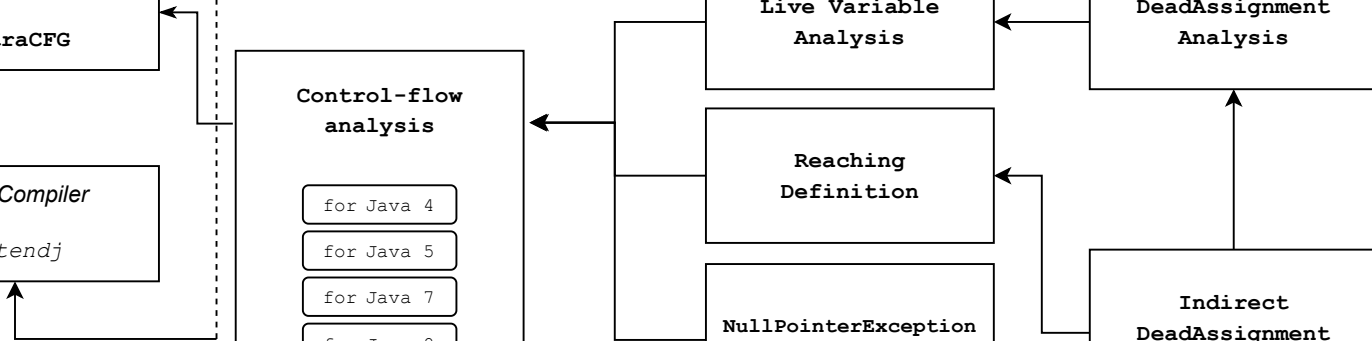 raCFG
Compiler
tendj
Control-flow
analysis
for Java 4
for Java 5
for Java 7
Live Variable
Analysis
Reaching
Definition
NullPointerException
DeadAssignment
Analysis
Indirect
DeadAssignment